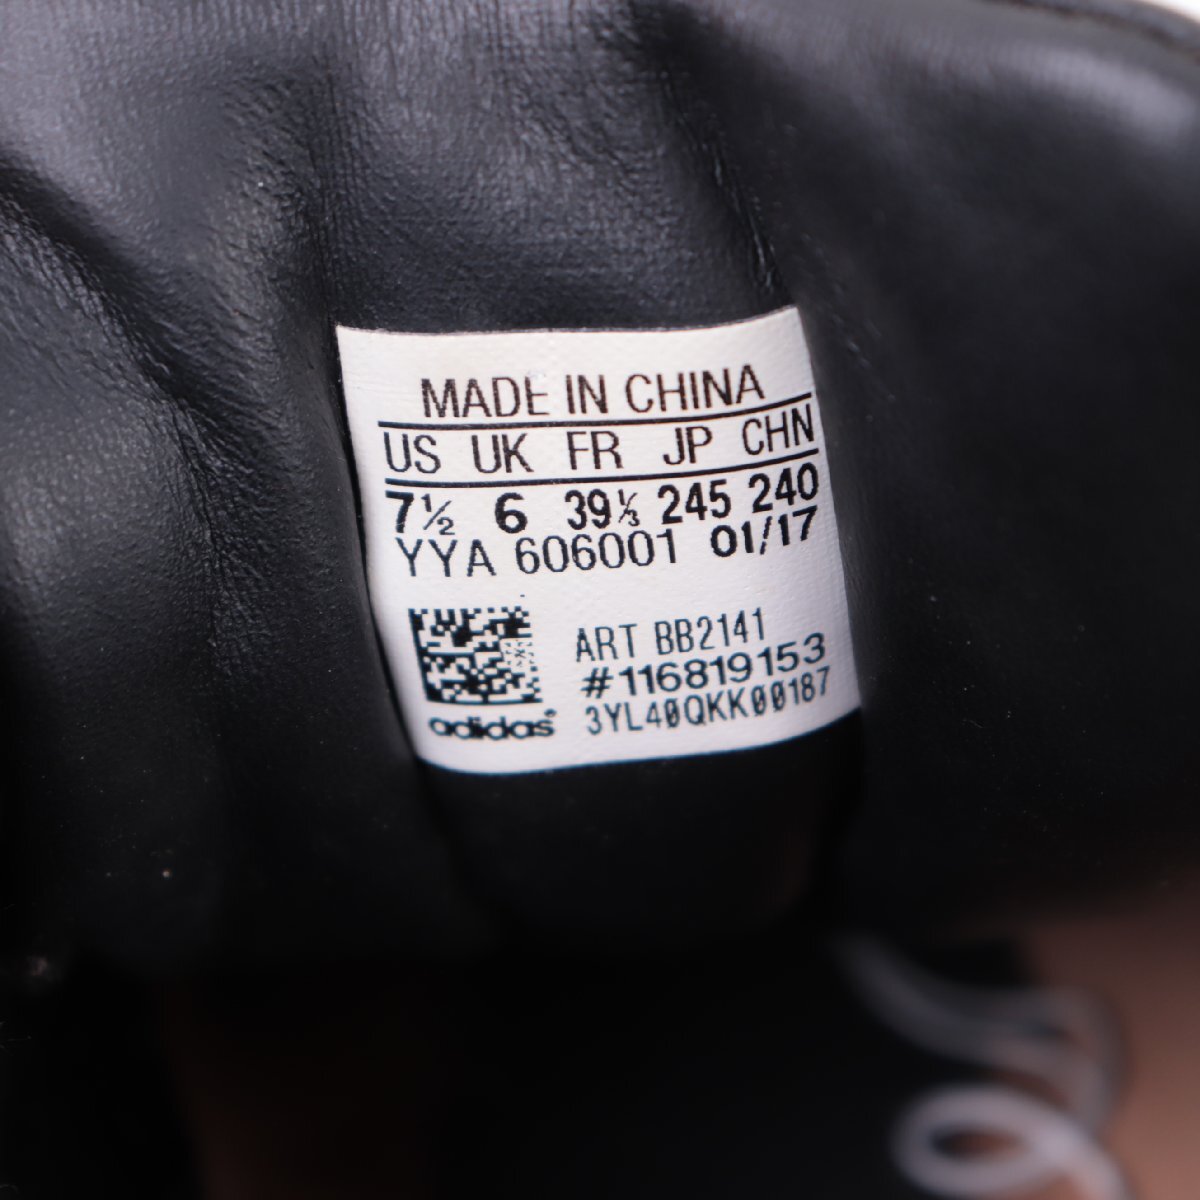 MADE IN CHINA
US UK FR JP CHN
7½ 6 39⅓ 245 240
YYA 606001 01/17
ART BB2141
#116819153
adidas® 3YL40QKK00187